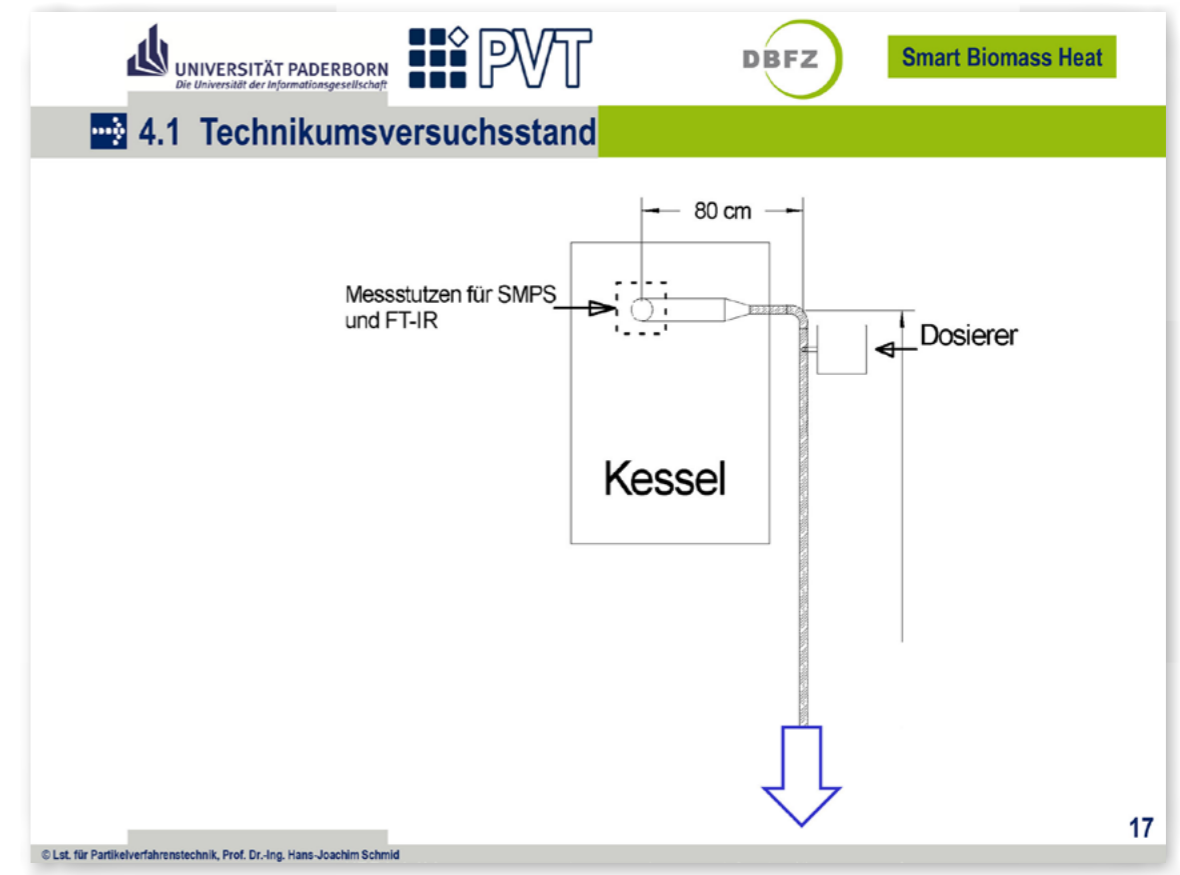 UNIVERSITÄT PADERBORN
Die Universität der Informationsgesellschaft
PVT
DBFZ
Smart Biomass Heat
4.1 Technikumsversuchsstand
80 cm
Messstutzen für SMPS
und FT-IR
Dosierer
Kessel
17
© Lst. für Partikelverfahrenstechnik, Prof. Dr.-Ing. Hans-Joachim Schmid